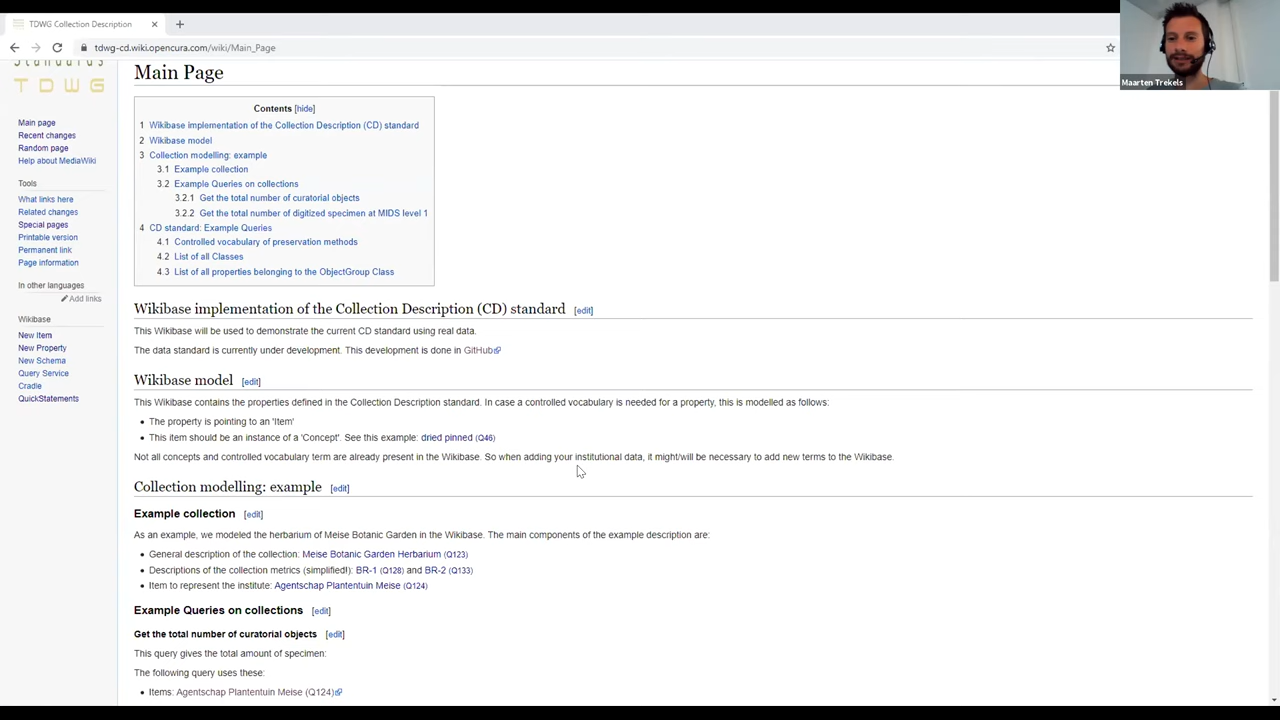 TDWG Collection Description
tdwg-cd.wiki.opencura.com/wiki/Main_Page
Maarten Trekels
TDWG
Main page
Recent changes
Random page
Help about MediaWiki
Tools
What links here
Related changes
Special pages
Printable version
Permanent link
Page information
In other languages
Add links
Wikibase
New Item
New Property
New Schema
Query Service
Cradle
QuickStatements
Main Page
Contents [hide]
1 Wikibase implementation of the Collection Description (CD) standard
2 Wikibase model
3 Collection modelling: example
3.1 Example collection
3.2 Example Queries on collections
3.2.1 Get the total number of curatorial objects
3.2.2 Get the total number of digitized specimen at MIDS level 1
4 CD standard: Example Queries
4.1 Controlled vocabulary of preservation methods
4.2 List of all Classes
4.3 List of all properties belonging to the ObjectGroup Class
Wikibase implementation of the Collection Description (CD) standard [edit]
This Wikibase will be used to demonstrate the current CD standard using real data.
The data standard is currently under development. This development is done in GitHub
Wikibase model [edit]
This Wikibase contains the properties defined in the Collection Description standard. In case a controlled vocabulary is needed for a property, this is modelled as follows:
• The property is pointing to an 'Item'
• This item should be an instance of a 'Concept'. See this example: dried pinned (Q46)
Not all concepts and controlled vocabulary term are already present in the Wikibase. So when adding your institutional data, it might/will be necessary to add new terms to the Wikibase.
Collection modelling: example [edit]
Example collection [edit]
As an example, we modeled the herbarium of Meise Botanic Garden in the Wikibase. The main components of the example description are:
• General description of the collection: Meise Botanic Garden Herbarium (Q123)
• Descriptions of the collection metrics (simplified!): BR-1 (Q128) and BR-2 (Q133)
• Item to represent the institute: Agentschap Plantentuin Meise (Q124)
Example Queries on collections [edit]
Get the total number of curatorial objects [edit]
This query gives the total amount of specimen:
The following query uses these:
• Items: Agentschap Plantentuin Meise (Q124)